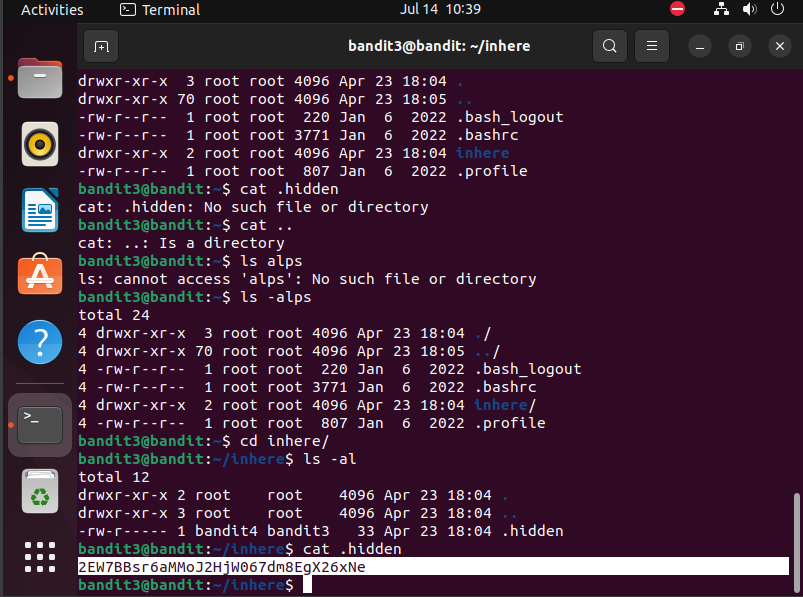 Activities Terminal Jul 14 10:39
bandit3@bandit: ~/inhere
drwxr-xr-x  3 root root 4096 Apr 23 18:04 .
drwxr-xr-x 70 root root 4096 Apr 23 18:05 ..
-rw-r--r--  1 root root  220 Jan  6  2022 .bash_logout
-rw-r--r--  1 root root 3771 Jan  6  2022 .bashrc
drwxr-xr-x  2 root root 4096 Apr 23 18:04 inhere
-rw-r--r--  1 root root  807 Jan  6  2022 .profile
bandit3@bandit:~$ cat .hidden
cat: .hidden: No such file or directory
bandit3@bandit:~$ cat ..
cat: ..: Is a directory
bandit3@bandit:~$ ls alps
ls: cannot access 'alps': No such file or directory
bandit3@bandit:~$ ls -alps
total 24
4 drwxr-xr-x  3 root root 4096 Apr 23 18:04 ./
4 drwxr-xr-x 70 root root 4096 Apr 23 18:05 ../
4 -rw-r--r--  1 root root  220 Jan  6  2022 .bash_logout
4 -rw-r--r--  1 root root 3771 Jan  6  2022 .bashrc
4 drwxr-xr-x  2 root root 4096 Apr 23 18:04 inhere/
4 -rw-r--r--  1 root root  807 Jan  6  2022 .profile
bandit3@bandit:~$ cd inhere/
bandit3@bandit:~/inhere$ ls -al
total 12
drwxr-xr-x 2 root    root    4096 Apr 23 18:04 .
drwxr-xr-x 3 root    root    4096 Apr 23 18:04 ..
-rw-r----- 1 bandit4 bandit3   33 Apr 23 18:04 .hidden
bandit3@bandit:~/inhere$ cat .hidden
2EW7BBsr6aMMoJ2HjW067dm8EgX26xNe
bandit3@bandit:~/inhere$